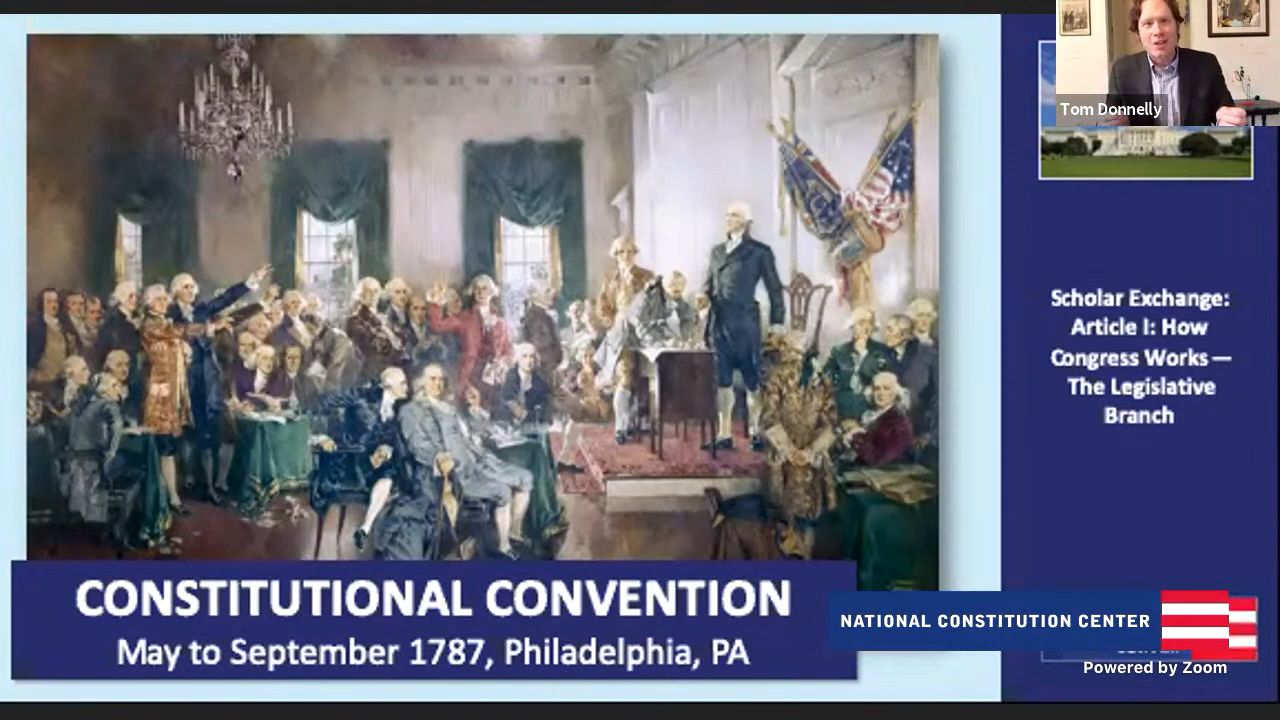 Tom Donnelly
Scholar Exchange:
Article I: How
Congress Works —
The Legislative
Branch
CONSTITUTIONAL CONVENTION
May to September 1787, Philadelphia, PA
NATIONAL CONSTITUTION CENTER
Powered by Zoom